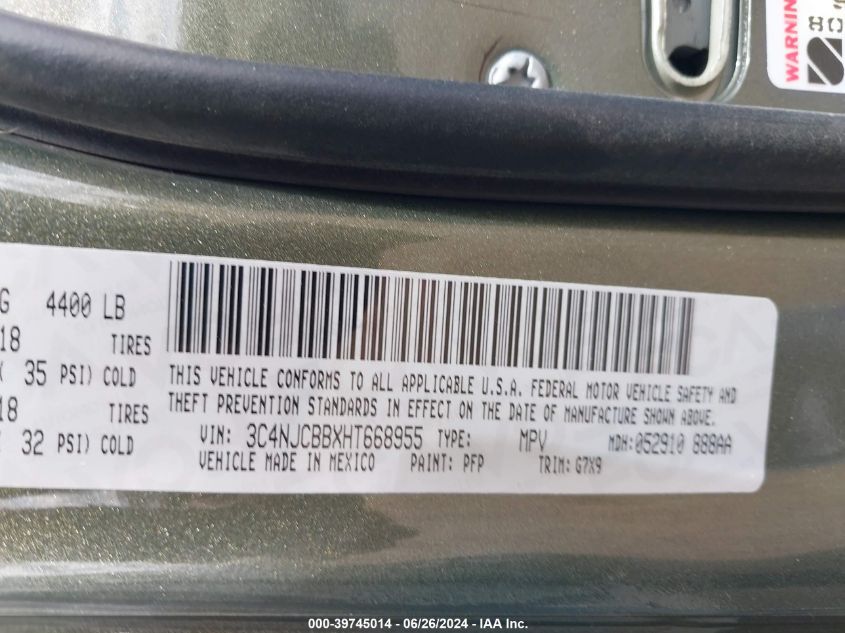 WARNIN
80
G 4400 LB
18 TIRES
35 PSI) COLD
18 TIRES
32 PSI) COLD
THIS VEHICLE CONFORMS TO ALL APPLICABLE U.S.A. FEDERAL MOTOR VEHICLE SAFETY AND
THEFT PREVENTION STANDARDS IN EFFECT ON THE DATE OF MANUFACTURE SHOWN ABOVE.
VIN: 3C4NJCBBXHT668955 TYPE: MPV MDH: 052910 888AA
VEHICLE MADE IN MEXICO PAINT: PFP TRIM: G7X9
000-39745014 - 06/26/2024 - IAA Inc.